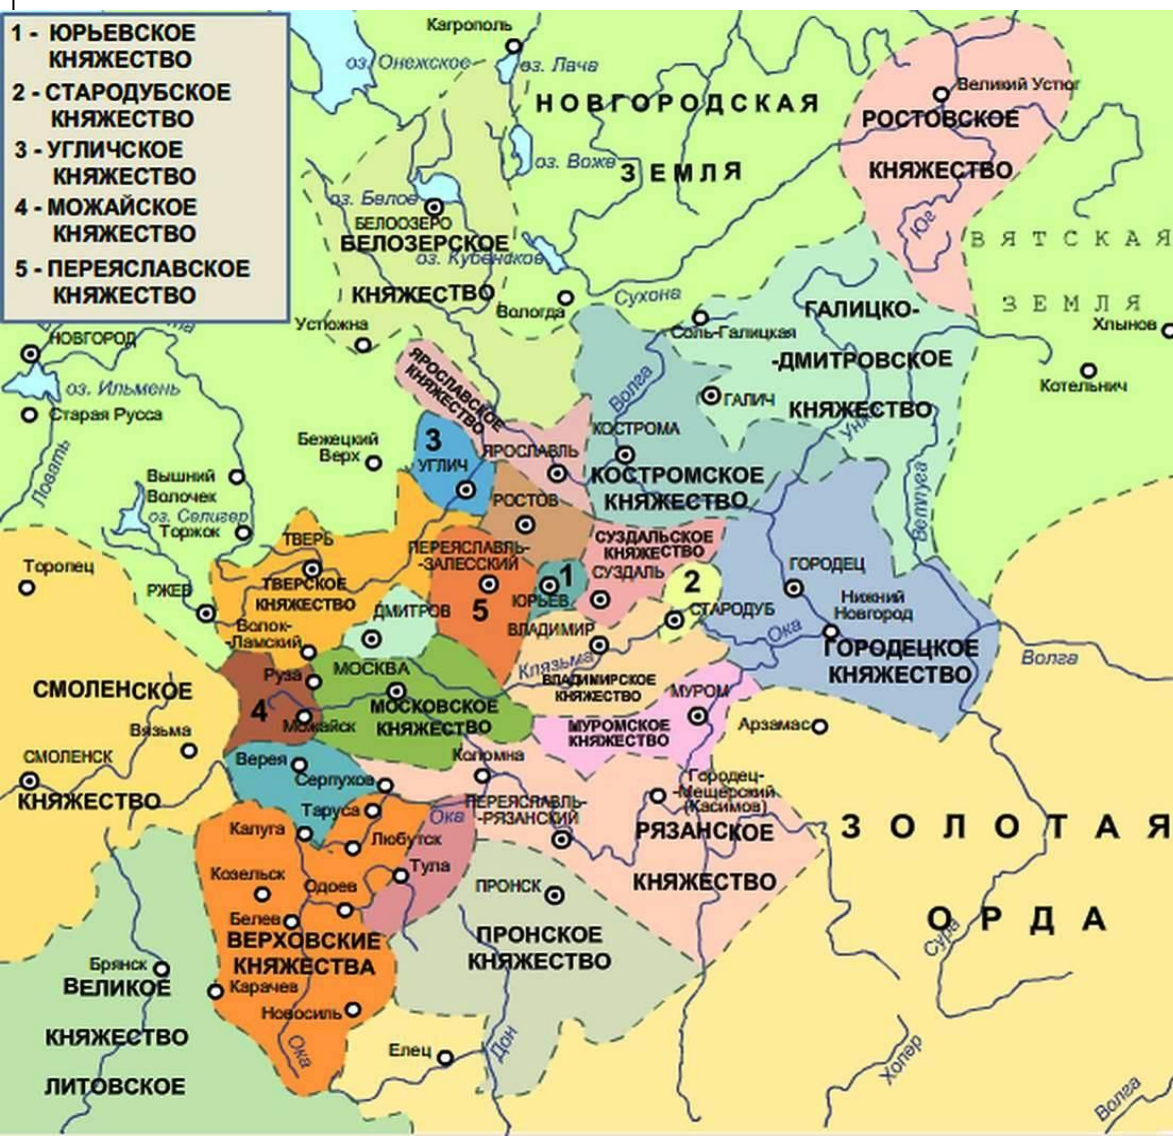 1 - ЮРЬЕВСКОЕ
КНЯЖЕСТВО
2 - СТАРОДУБСКОЕ
КНЯЖЕСТВО
3 - УГЛИЧСКОЕ
КНЯЖЕСТВО
4 - МОЖАЙСКОЕ
КНЯЖЕСТВО
5 - ПЕРЕЯСЛАВСКОЕ
КНЯЖЕСТВО
Кагрополь
оз. Онежское
оз. Лача
НОВГОРОДСКАЯ
ЗЕМЛЯ
оз. Воже
Великий Устюг
РОСТОВСКОЕ
КНЯЖЕСТВО
Юг
ВЯТСКАЯ
ЗЕМЛЯ
Хлынов
Котельнич
оз. Белое
БЕЛООЗЕРО
БЕЛОЗЕРСКОЕ
оз. Кубенское
КНЯЖЕСТВО
Вологда
Сухона
Устюжна
Соль-Галицкая
ГАЛИЦКО-
-ДМИТРОВСКОЕ
КНЯЖЕСТВО
ГАЛИЧ
Унжа
Ветлуга
Волга
НОВГОРОД
оз. Ильмень
Старая Русса
Ловать
ЯРОСЛАВСКОЕ
КНЯЖЕСТВО
ЯРОСЛАВЛЬ
КОСТРОМА
КОСТРОМСКОЕ
КНЯЖЕСТВО
3
УГЛИЧ
Бежецкий
Верх
Вышний
Волочек
оз. Селигер
Торжок
РОСТОВ
Торопец
РЖЕВ
ТВЕРЬ
ТВЕРСКОЕ
КНЯЖЕСТВО
Волок-
-Ламский
ПЕРЕЯСЛАВЛЬ-
-ЗАЛЕССКИЙ
5
ДМИТРОВ
1
ЮРЬЕВ
СУЗДАЛЬСКОЕ
КНЯЖЕСТВО
СУЗДАЛЬ
2
СТАРОДУБ
ГОРОДЕЦ
Нижний
Новгород
Ока
ГОРОДЕЦКОЕ
КНЯЖЕСТВО
Волга
ВЛАДИМИР
Клязьма
ВЛАДИМИРСКОЕ
КНЯЖЕСТВО
СМОЛЕНСКОЕ
Вязьма
СМОЛЕНСК
КНЯЖЕСТВО
Руза
4
Можайск
МОСКВА
МОСКОВСКОЕ
КНЯЖЕСТВО
МУРОМ
МУРОМСКОЕ
КНЯЖЕСТВО
Арзамас
Верея
Серпухов
Коломна
Таруса
Ока
Калуга
Любутск
Тула
ПЕРЕЯСЛАВЛЬ-
-РЯЗАНСКИЙ
Городец-
-Мещерский
(Касимов)
РЯЗАНСКОЕ
КНЯЖЕСТВО
ЗОЛОТАЯ
ОРДА
Сура
Козельск
Одоев
Белев
ВЕРХОВСКИЕ
КНЯЖЕСТВА
ПРОНСК
ПРОНСКОЕ
КНЯЖЕСТВО
Брянск
ВЕЛИКОЕ
КНЯЖЕСТВО
ЛИТОВСКОЕ
Карачев
Новосиль
Ока
Елец
Дон
Хопер
Волга